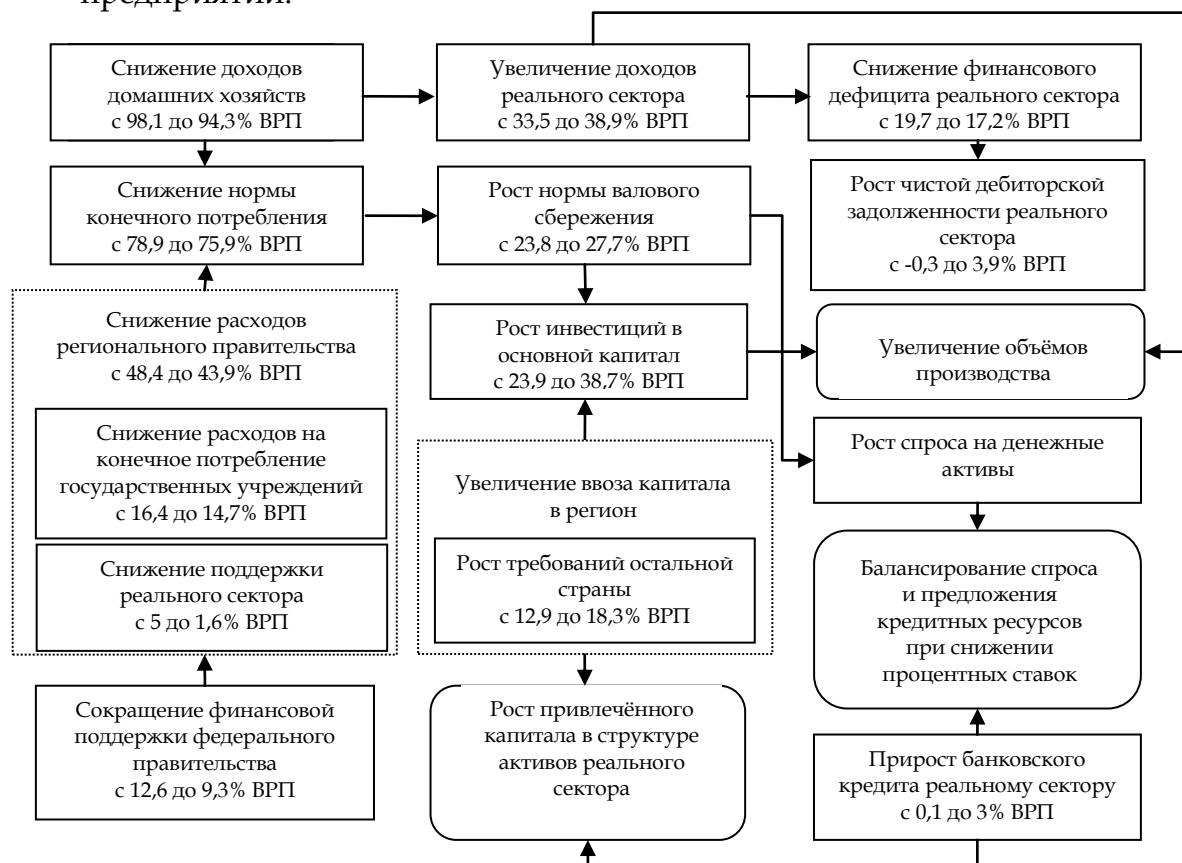 предприятий.
Снижение доходов
домашних хозяйств
с 98,1 до 94,3% ВРП
Увеличение доходов
реального сектора
с 33,5 до 38,9% ВРП
Снижение финансового
дефицита реального сектора
с 19,7 до 17,2% ВРП
Снижение нормы
конечного потребления
с 78,9 до 75,9% ВРП
Рост нормы валового
сбережения
с 23,8 до 27,7% ВРП
Рост чистой дебиторской
задолженности реального
сектора
с -0,3 до 3,9% ВРП
Снижение расходов
регионального правительства
с 48,4 до 43,9% ВРП
Рост инвестиций в
основной капитал
с 23,9 до 38,7% ВРП
Увеличение объёмов
производства
Снижение расходов на
конечное потребление
государственных учреждений
с 16,4 до 14,7% ВРП
Увеличение ввоза капитала
в регион
Рост спроса на денежные
активы
Снижение поддержки
реального сектора
с 5 до 1,6% ВРП
Рост требований остальной
страны
с 12,9 до 18,3% ВРП
Балансирование спроса
и предложения
кредитных ресурсов
при снижении
процентных ставок
Сокращение финансовой
поддержки федерального
правительства
с 12,6 до 9,3% ВРП
Рост привлечённого
капитала в структуре
активов реального
сектора
Прирост банковского
кредита реальному сектору
с 0,1 до 3% ВРП